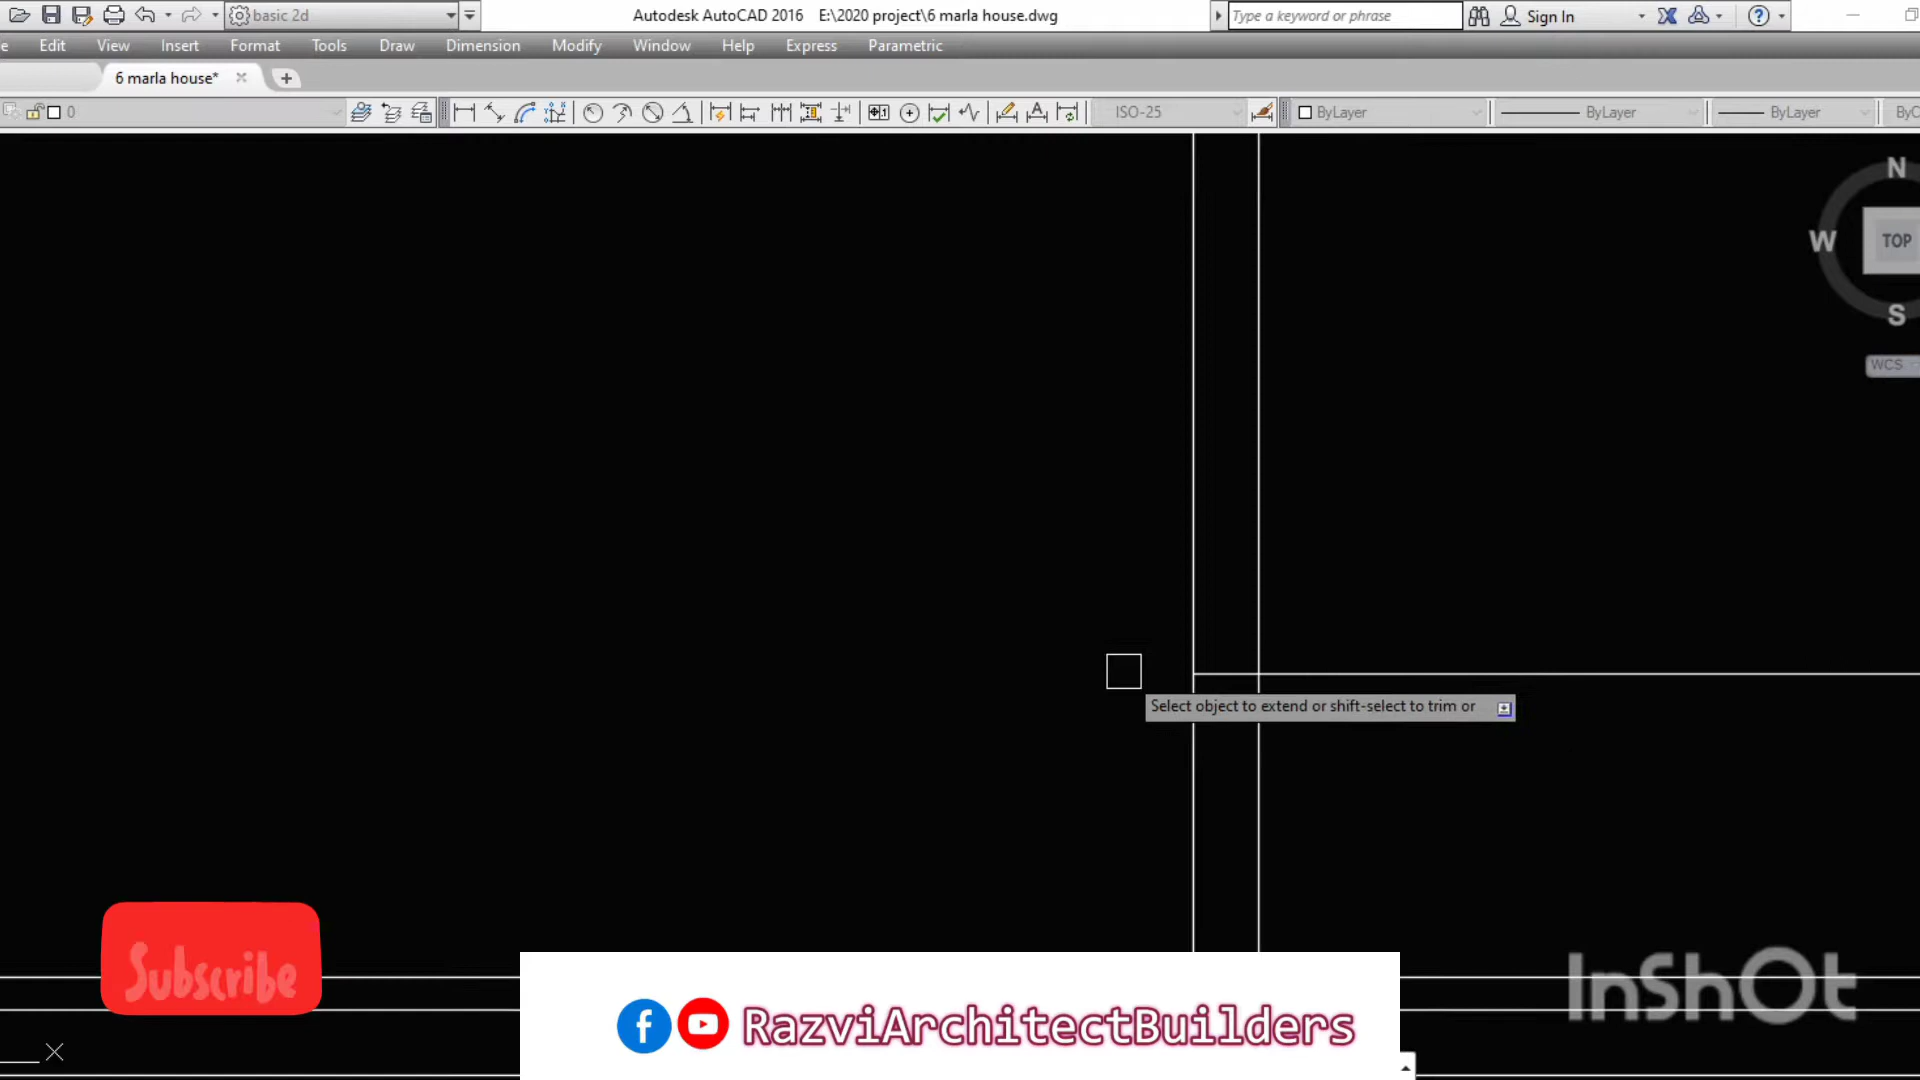 basic 2d
Autodesk AutoCAD 2016 E:\2020 project\6 marla house.dwg
Type a keyword or phrase
Sign In
e Edit View Insert Format Tools Draw Dimension Modify Window Help Express Parametric
6 marla house*
0
ISO-25
ByLayer
ByLayer
ByLayer
ByC
N
W
TOP
S
WCS
Select object to extend or shift-select to trim or
Subscribe
InShOt
RazviArchitectBuilders